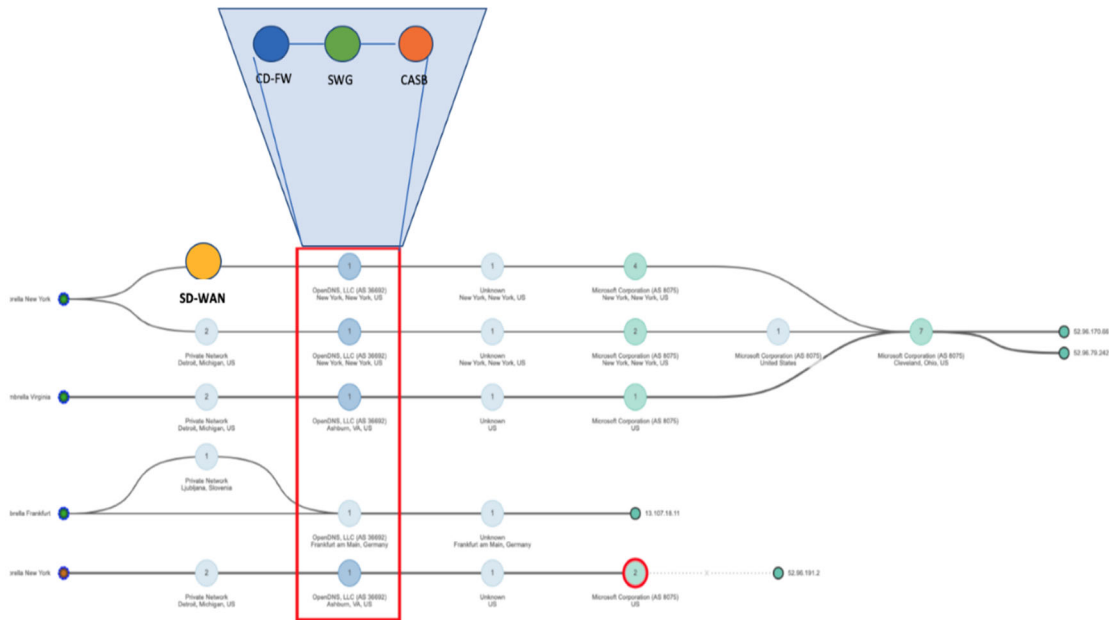 CD-FW
SWG
CASB
SD-WAN
1
OpenDNS, LLC (AS 36692)
New York, New York, US
1
Unknown
New York, New York, US
4
Microsoft Corporation (AS 8075)
New York, New York, US
brella New York
2
Private Network
Detroit, Michigan, US
1
OpenDNS, LLC (AS 36692)
New York, New York, US
1
Unknown
New York, New York, US
2
Microsoft Corporation (AS 8075)
New York, New York, US
1
Microsoft Corporation (AS 8075)
United States
7
Microsoft Corporation (AS 8075)
Cleveland, Ohio, US
52.96.79.242
mbrella Virginia
2
Private Network
Detroit, Michigan, US
1
OpenDNS, LLC (AS 36692)
Ashburn, VA, US
1
Unknown
US
1
Microsoft Corporation (AS 8075)
US
1
Private Network
Ljubljana, Slovenia
brella Frankfurt
1
OpenDNS, LLC (AS 36692)
Frankfurt am Main, Germany
1
Unknown
Frankfurt am Main, Germany
13.107.18.11
brella New York
2
Private Network
Detroit, Michigan, US
1
OpenDNS, LLC (AS 36692)
Ashburn, VA, US
1
Unknown
US
2
Microsoft Corporation (AS 8075)
US
52.96.191.2